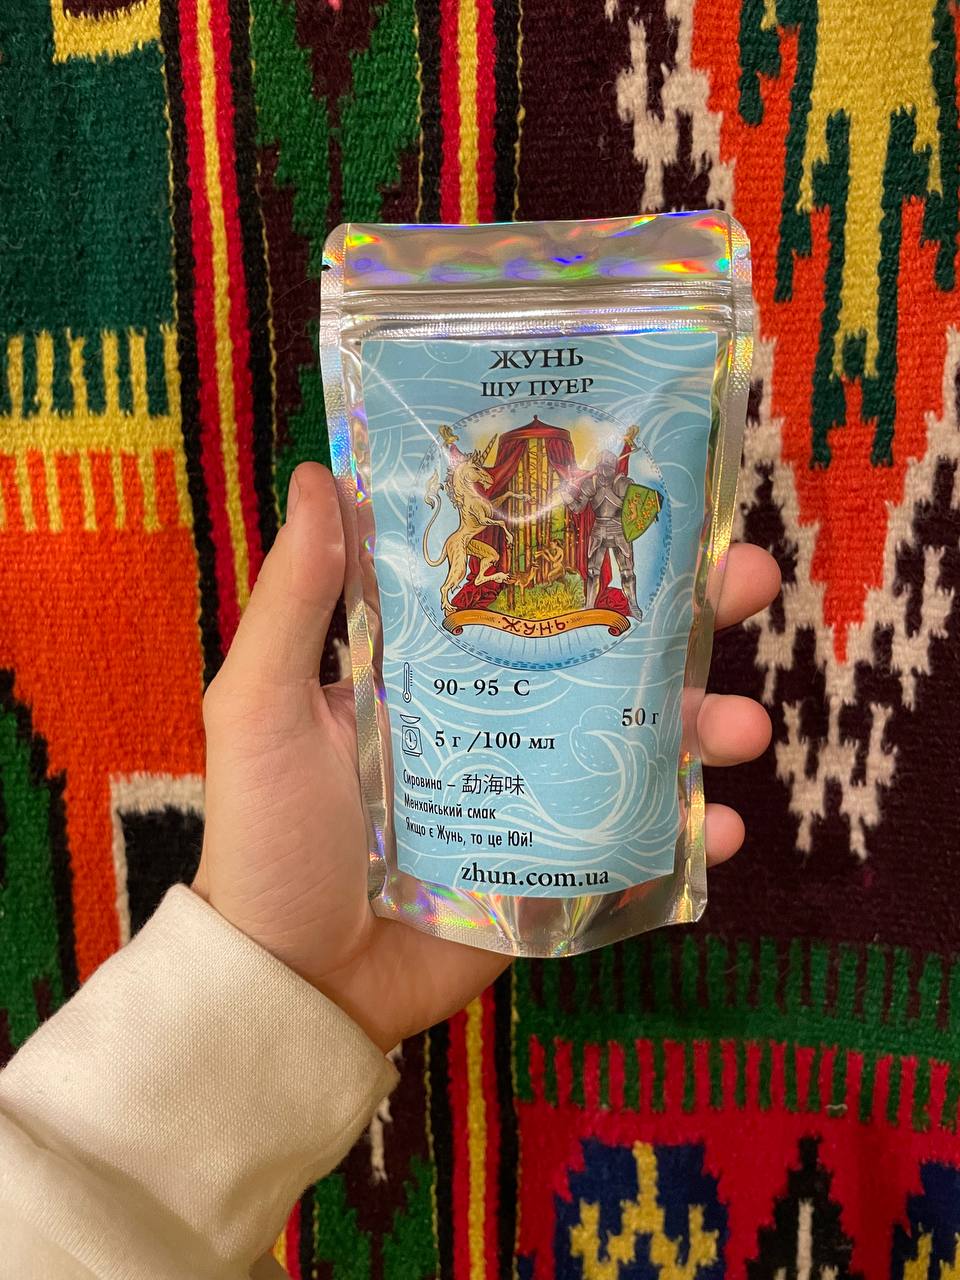 ЖУНЬ
ШУ ПУЕР
·ЖУНЬ·
90- 95 С
50 г
5 г /100 мл
Сировина – 勐海味
Менхайський смак
Якщо є Жунь, то це Юй!
zhun.com.ua